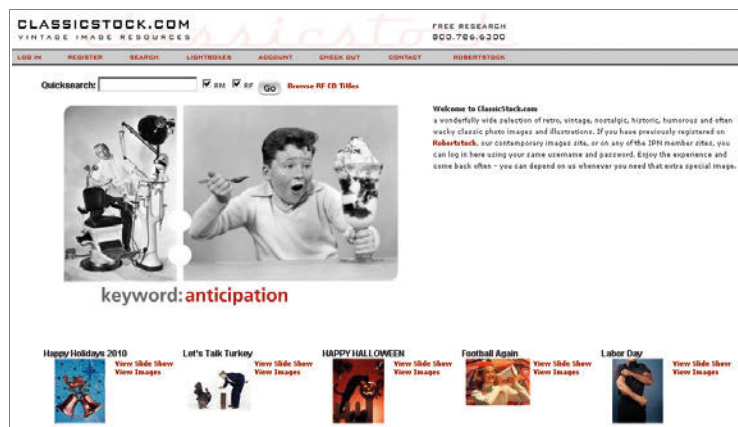 CLASSICSTOCK.COM
VINTAGE IMAGE RESOURCES
FREE RESEARCH
800.786.6300
LOG IN REGISTER SEARCH LIGHTBOXES ACCOUNT CHECK OUT CONTACT ROBERTSTOCK
Quicksearch: RM RF Go Browse RF CD Titles
Welcome to ClassicStock.com
a wonderfully wide selection of retro, vintage, nostalgic, historic, humorous and often
wacky classic photo images and illustrations. If you have previously registered on
Robertstock, our contemporary images site, or on any of the IPN member sites, you
can log in here using your same username and password. Enjoy the experience and
come back often - you can depend on us whenever you need that extra special image.
keyword: anticipation
Happy Holidays 2010 Let's Talk Turkey HAPPY HALLOWEEN Football Again Labor Day
View Slide Show View Slide Show View Slide Show View Slide Show View Slide Show
View Images View Images View Images View Images View Images